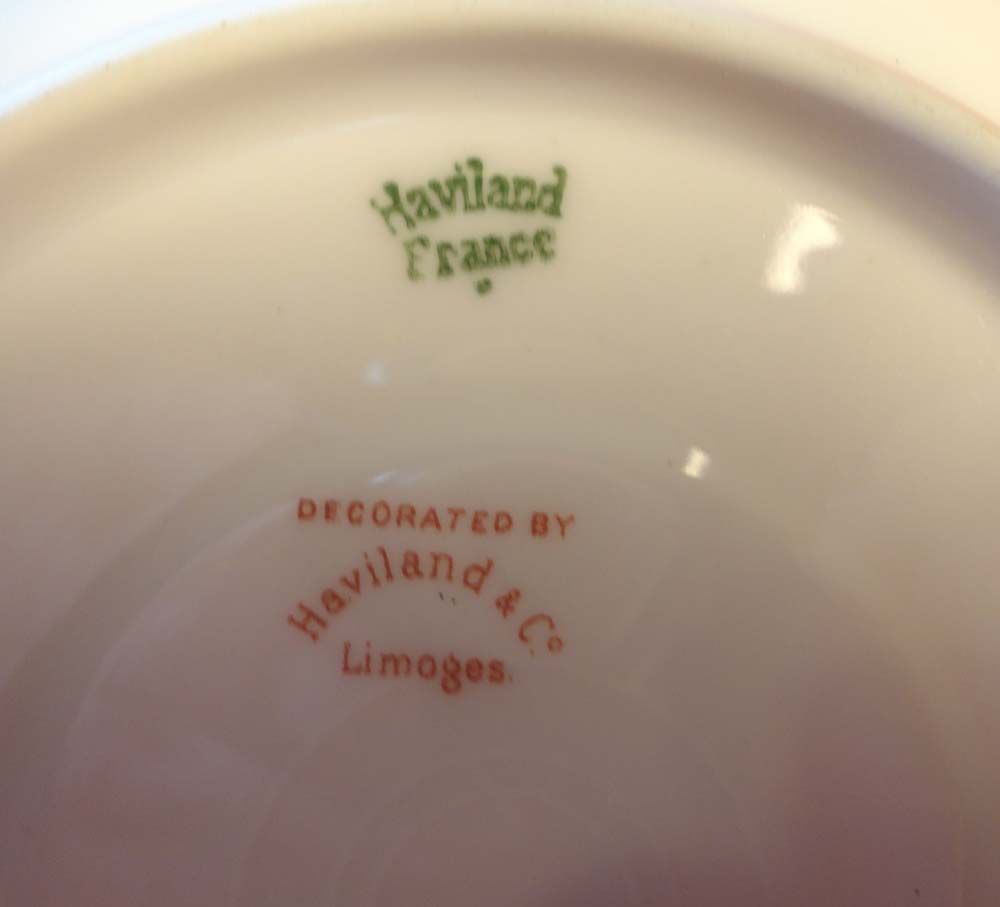 Haviland
France
DECORATED BY
Haviland & Co
Limoges.